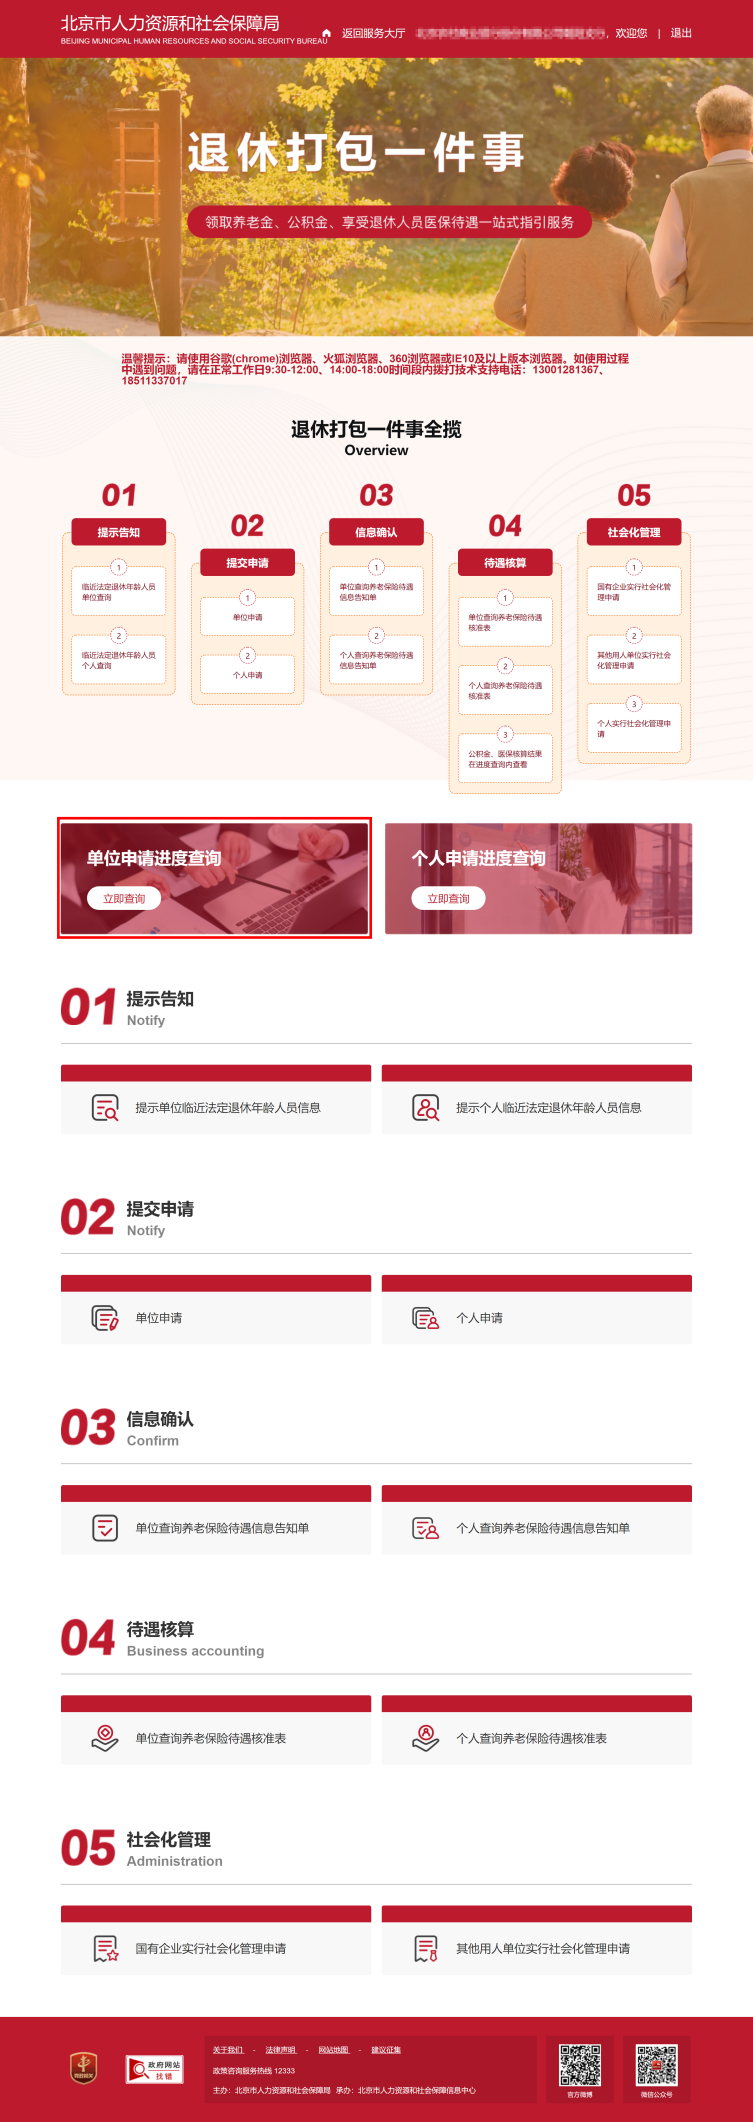 北京市人力资源和社会保障局
BEIJING MUNICIPAL HUMAN RESOURCES AND SOCIAL SECURITY BUREAU
返回服务大厅
，欢迎您 | 退出
退休打包一件事
领取养老金、公积金、享受退休人员医保待遇一站式指引服务
温馨提示：请使用谷歌(chrome)浏览器、火狐浏览器、360浏览器或IE10及以上版本浏览器。如使用过程
中遇到问题，请在正常工作日9:30-12:00、14:00-18:00时间段内拨打技术支持电话：13001281367、
18511337017
退休打包一件事全揽
Overview
01
提示告知
1
临近法定退休年龄人员
单位查询
2
临近法定退休年龄人员
个人查询
02
提交申请
1
单位申请
2
个人申请
03
信息确认
1
单位查询养老保险待遇
信息告知单
2
个人查询养老保险待遇
信息告知单
04
待遇核算
1
单位查询养老保险待遇
核准表
2
个人查询养老保险待遇
核准表
3
公积金、医保核算结果
在进度查询内查看
05
社会化管理
1
国有企业实行社会化管
理申请
2
其他用人单位实行社会
化管理申请
3
个人实行社会化管理申
请
单位申请进度查询
立即查询
个人申请进度查询
立即查询
01 提示告知
Notify
提示单位临近法定退休年龄人员信息
提示个人临近法定退休年龄人员信息
02 提交申请
Notify
单位申请
个人申请
03 信息确认
Confirm
单位查询养老保险待遇信息告知单
个人查询养老保险待遇信息告知单
04 待遇核算
Business accounting
单位查询养老保险待遇核准表
个人查询养老保险待遇核准表
05 社会化管理
Administration
国有企业实行社会化管理申请
其他用人单位实行社会化管理申请
政府网站
找错
关于我们 - 法律声明 - 网站地图 - 建议征集
政策咨询服务热线 12333
主办：北京市人力资源和社会保障局 承办：北京市人力资源和社会保障信息中心
官方微博
微信公众号